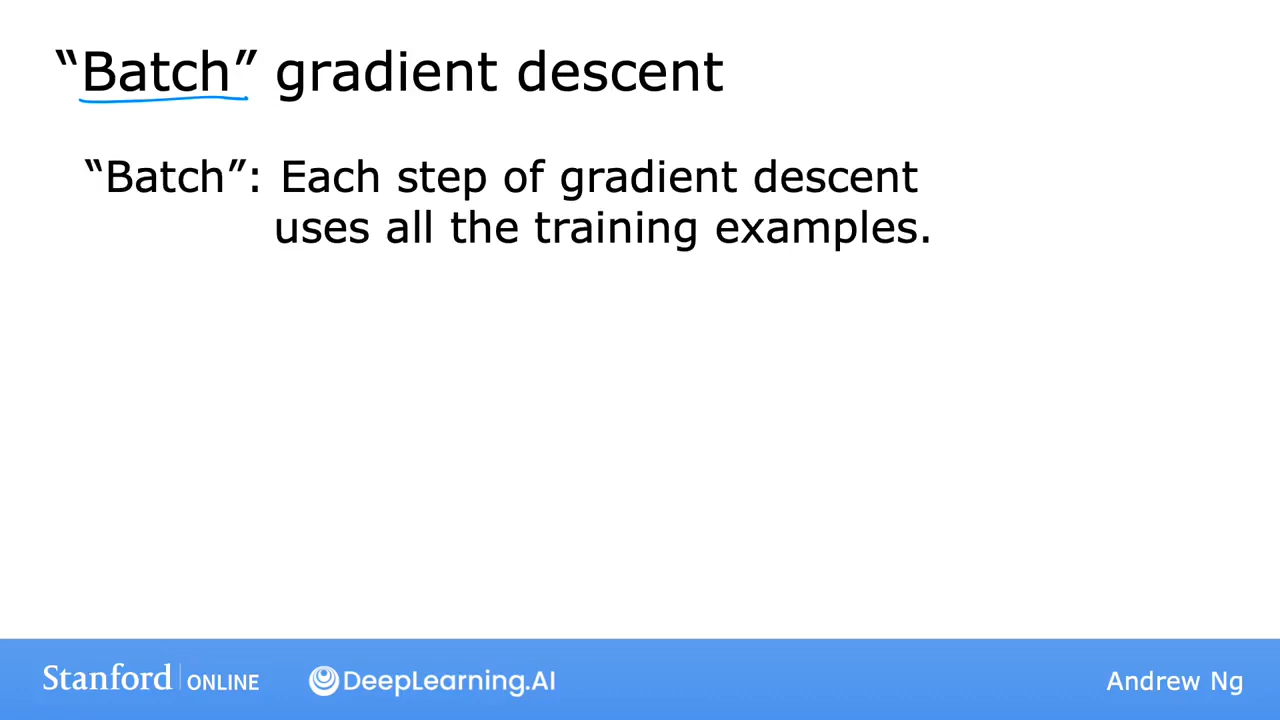 “Batch” gradient descent
“Batch”: Each step of gradient descent
uses all the training examples.
Stanford ONLINE DeepLearning.AI Andrew Ng